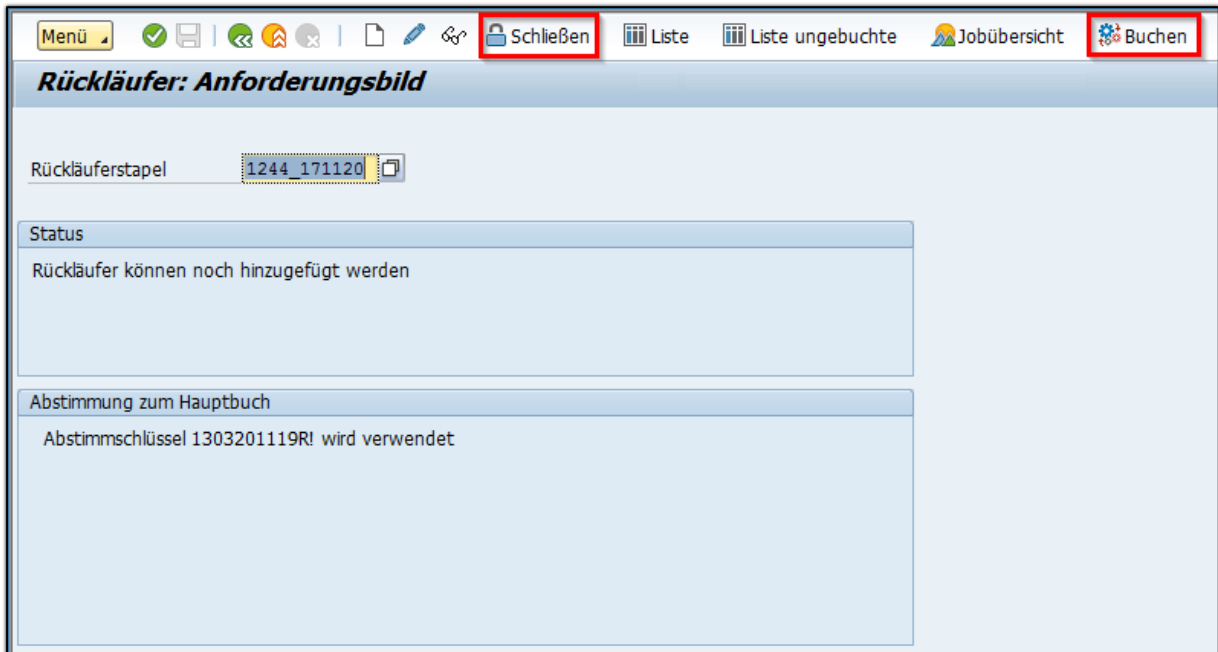 Menü Schließen Liste Liste ungebuchte Jobübersicht Buchen
Rückläufer: Anforderungsbild
Rückläuferstapel 1244_171120
Status
Rückläufer können noch hinzugefügt werden
Abstimmung zum Hauptbuch
Abstimmschlüssel 1303201119R! wird verwendet